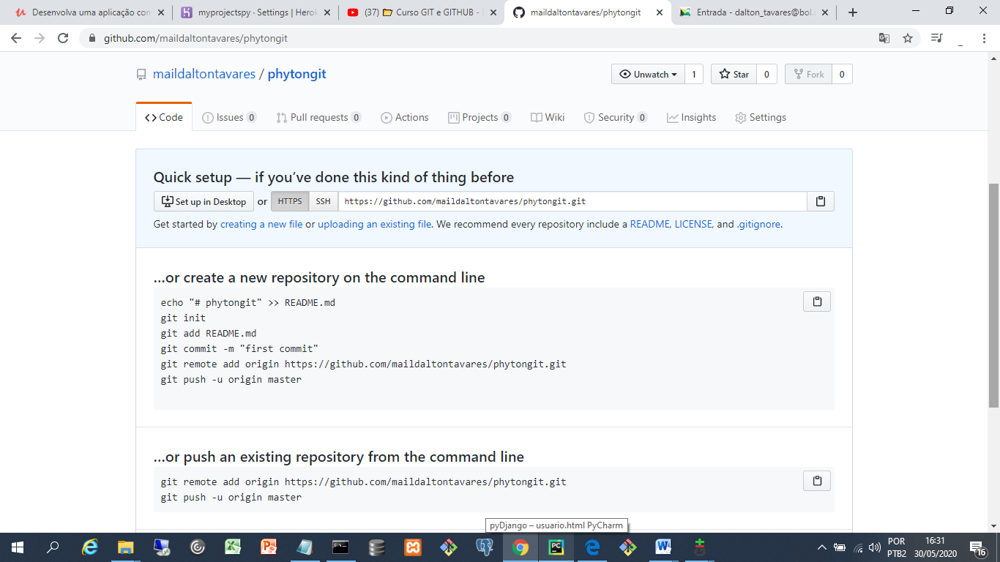 Desenvolva uma aplicação com
myprojectspy · Settings | Herok
(37) Curso GIT e GITHUB -
maildaltontavares/phytongit
Entrada - dalton_tavares@bol.
github.com/maildaltontavares/phytongit
maildaltontavares / phytongit
Unwatch 1
Star 0
Fork 0
Code
Issues 0
Pull requests 0
Actions
Projects 0
Wiki
Security 0
Insights
Settings
Quick setup — if you've done this kind of thing before
Set up in Desktop or HTTPS SSH https://github.com/maildaltontavares/phytongit.git
Get started by creating a new file or uploading an existing file. We recommend every repository include a README, LICENSE, and .gitignore.
...or create a new repository on the command line
echo "# phytongit" >> README.md
git init
git add README.md
git commit -m "first commit"
git remote add origin https://github.com/maildaltontavares/phytongit.git
git push -u origin master
...or push an existing repository from the command line
git remote add origin https://github.com/maildaltontavares/phytongit.git
git push -u origin master
pyDjango – usuario.html PyCharm
POR
PTB2
16:31
30/05/2020
16